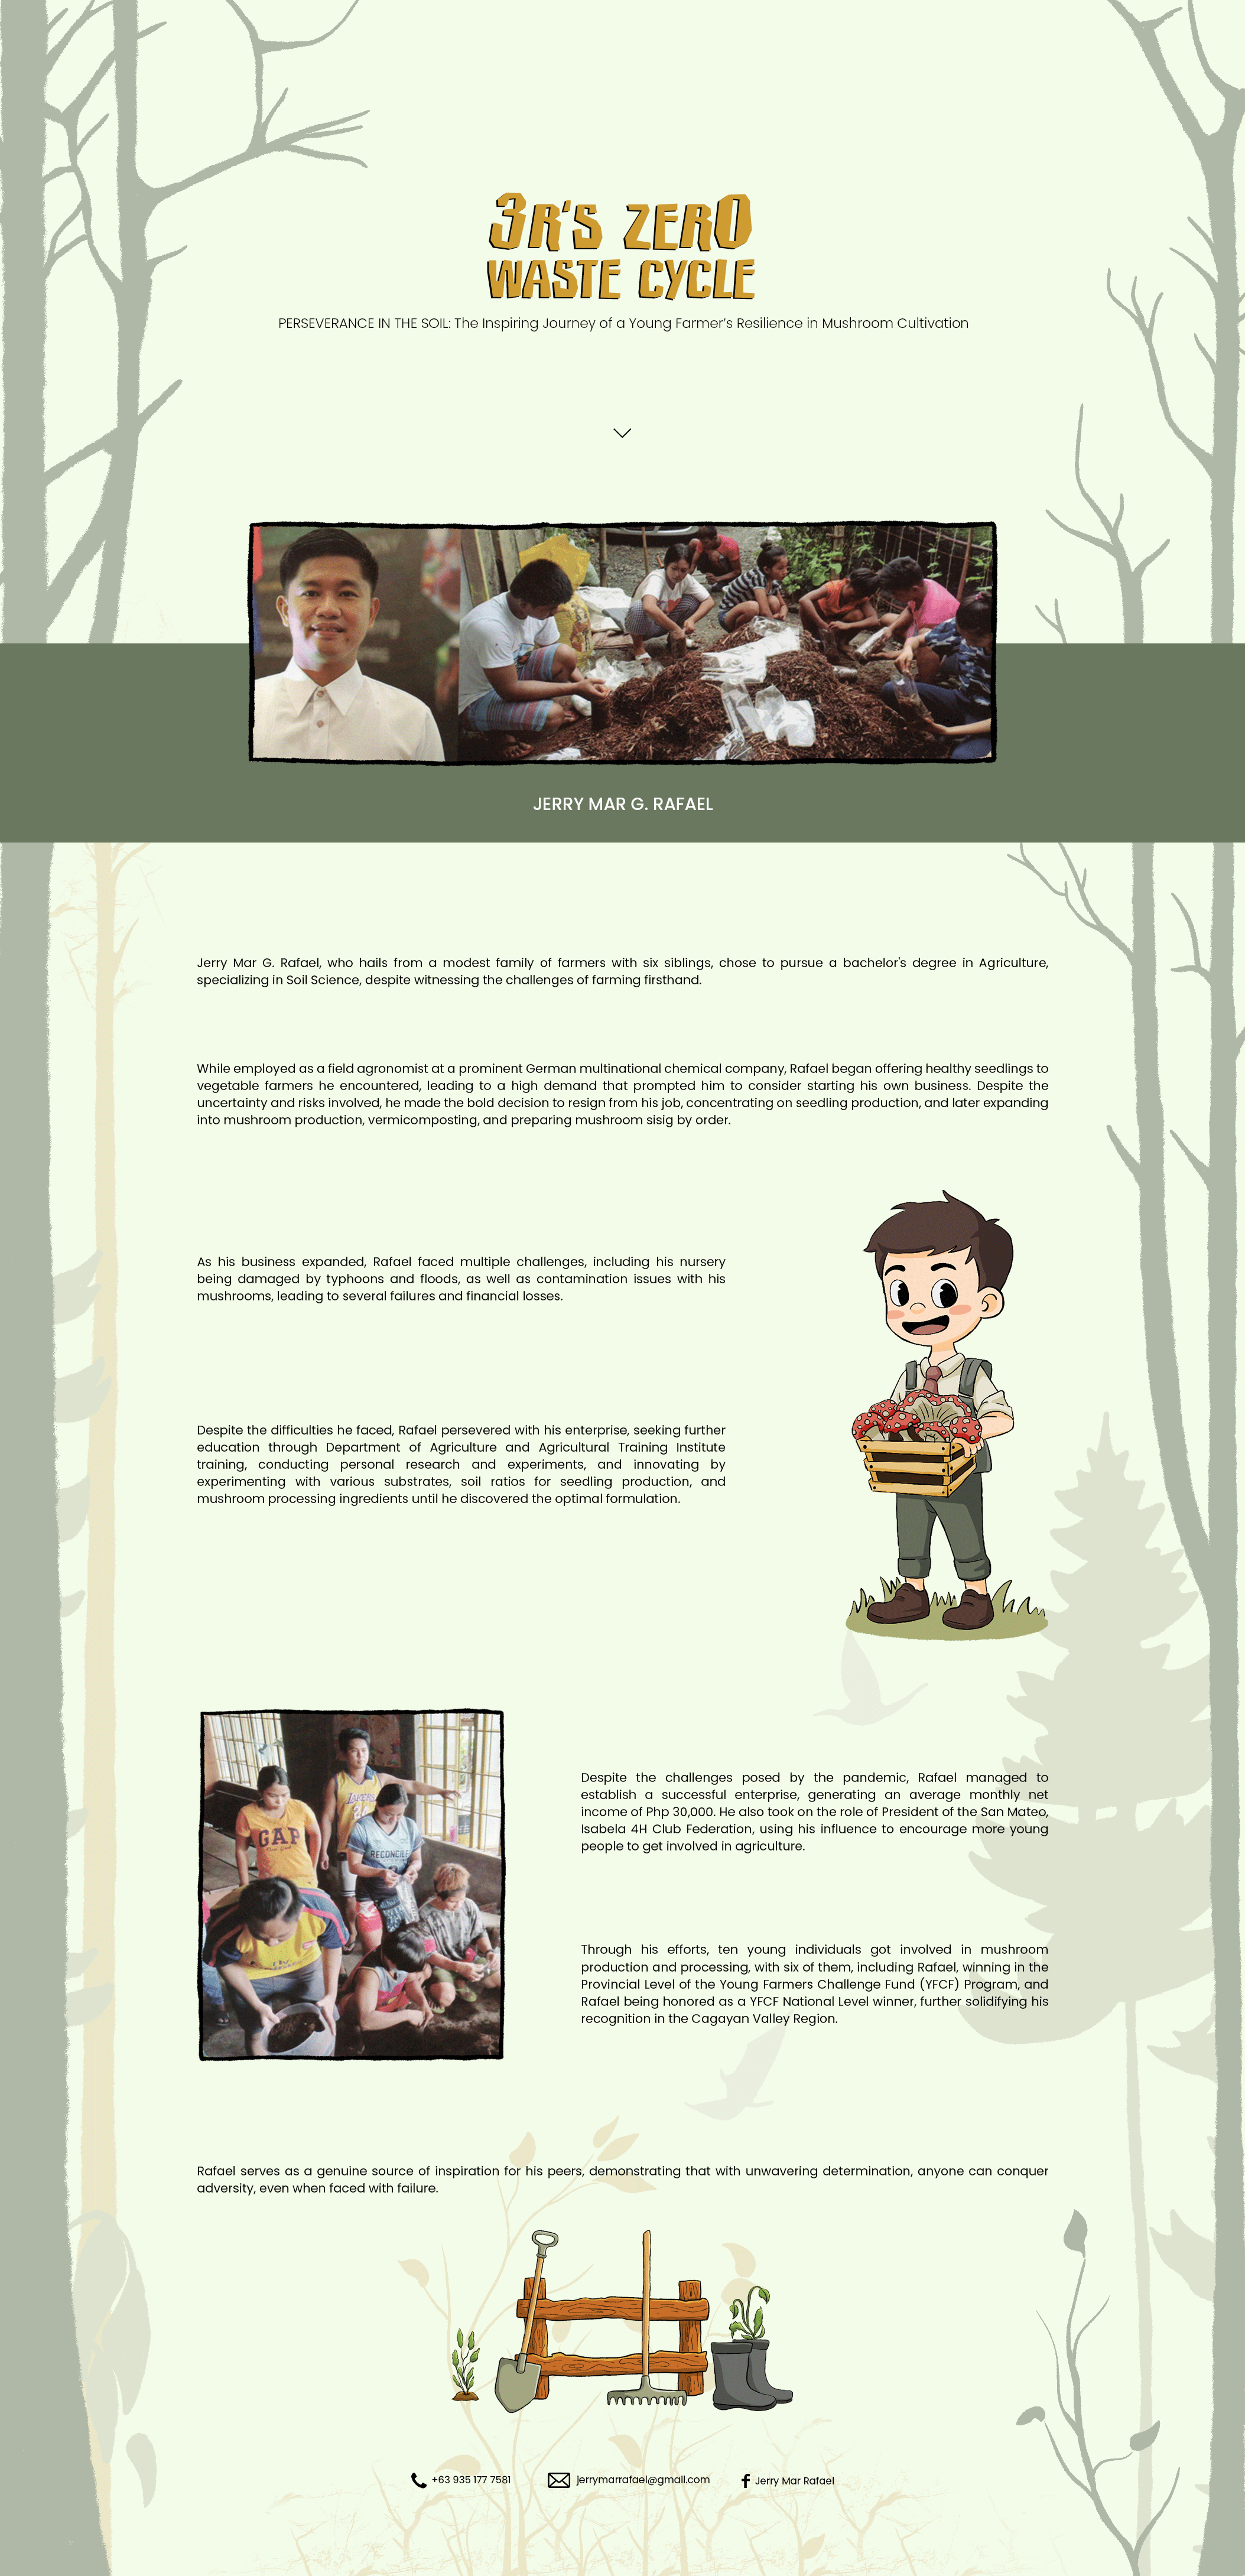 3R'S ZERO
WASTE CYCLE
PERSEVERANCE IN THE SOIL: The Inspiring Journey of a Young Farmer's Resilience in Mushroom Cultivation
JERRY MAR G. RAFAEL
Jerry Mar G. Rafael, who hails from a modest family of farmers with six siblings, chose to pursue a bachelor's degree in Agriculture,
specializing in Soil Science, despite witnessing the challenges of farming firsthand.
While employed as a field agronomist at a prominent German multinational chemical company, Rafael began offering healthy seedlings to
vegetable farmers he encountered, leading to a high demand that prompted him to consider starting his own business. Despite the
uncertainty and risks involved, he made the bold decision to resign from his job, concentrating on seedling production, and later expanding
into mushroom production, vermicomposting, and preparing mushroom sisig by order.
As his business expanded, Rafael faced multiple challenges, including his nursery
being damaged by typhoons and floods, as well as contamination issues with his
mushrooms, leading to several failures and financial losses.
Despite the difficulties he faced, Rafael persevered with his enterprise, seeking further
education through Department of Agriculture and Agricultural Training Institute
training, conducting personal research and experiments, and innovating by
experimenting with various substrates, soil ratios for seedling production, and
mushroom processing ingredients until he discovered the optimal formulation.
LAKERS
GAP
RECONCILE
Despite the challenges posed by the pandemic, Rafael managed to
establish a successful enterprise, generating an average monthly net
income of Php 30,000. He also took on the role of President of the San Mateo,
Isabela 4H Club Federation, using his influence to encourage more young
people to get involved in agriculture.
Through his efforts, ten young individuals got involved in mushroom
production and processing, with six of them, including Rafael, winning in the
Provincial Level of the Young Farmers Challenge Fund (YFCF) Program, and
Rafael being honored as a YFCF National Level winner, further solidifying his
recognition in the Cagayan Valley Region.
Rafael serves as a genuine source of inspiration for his peers, demonstrating that with unwavering determination, anyone can conquer
adversity, even when faced with failure.
+63 935 177 7581
jerrymarrafael@gmail.com
Jerry Mar Rafael